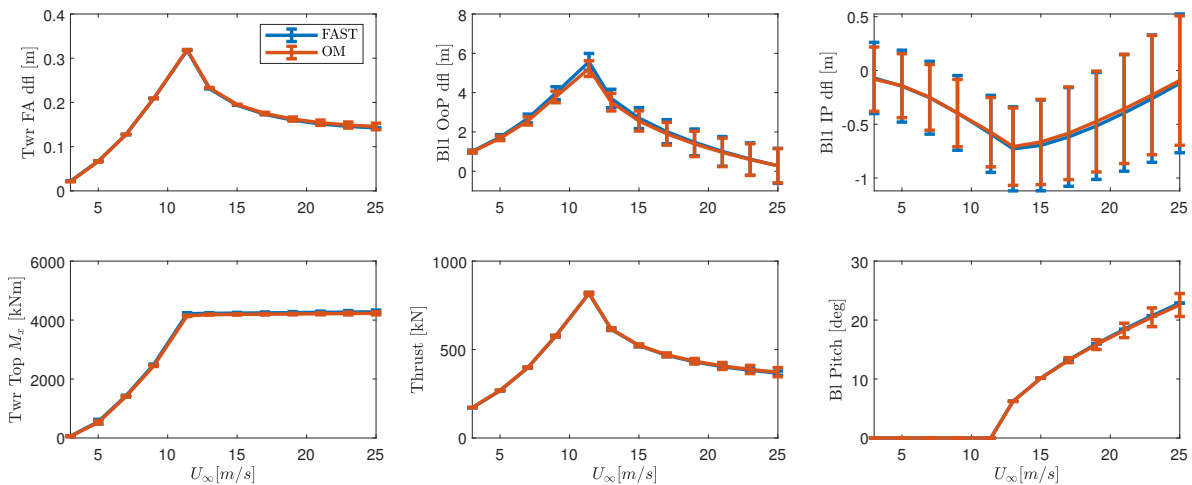 0.4
0.3
0.2
0.1
0
Twr FA dfl [m]
FAST
OM
5 10 15 20 25
8
6
4
2
0
Bl1 OoP dfl [m]
5 10 15 20 25
0.5
0
-0.5
-1
Bl1 IP dfl [m]
5 10 15 20 25
6000
4000
2000
0
Twr Top Mₓ [kNm]
5 10 15 20 25
U∞[m/s]
1000
500
0
Thrust [kN]
5 10 15 20 25
U∞[m/s]
30
20
10
0
Bl Pitch [deg]
5 10 15 20 25
U∞[m/s]